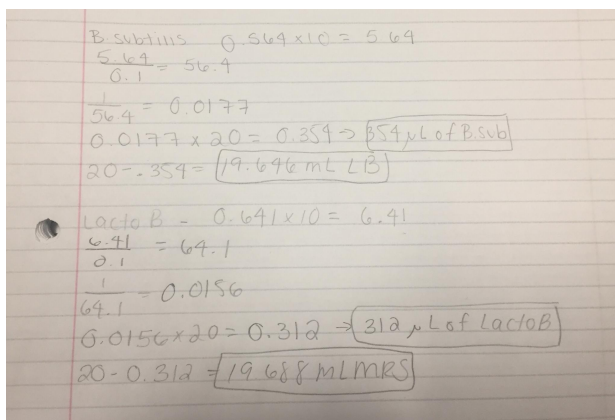 B. subtilis 0.564 x 10 = 5.64
5.64/0.1 = 56.4
1/56.4 = 0.0177
0.0177 x 20 = 0.354 → 354 μL of B.sub
20 - .354 = 19.646 mL LB
Lacto B - 0.641 x 10 = 6.41
6.41/0.1 = 64.1
1/64.1 = 0.0156
0.0156 x 20 = 0.312 → 312 μL of LactoB
20 - 0.312 = 19.688 mL MRS